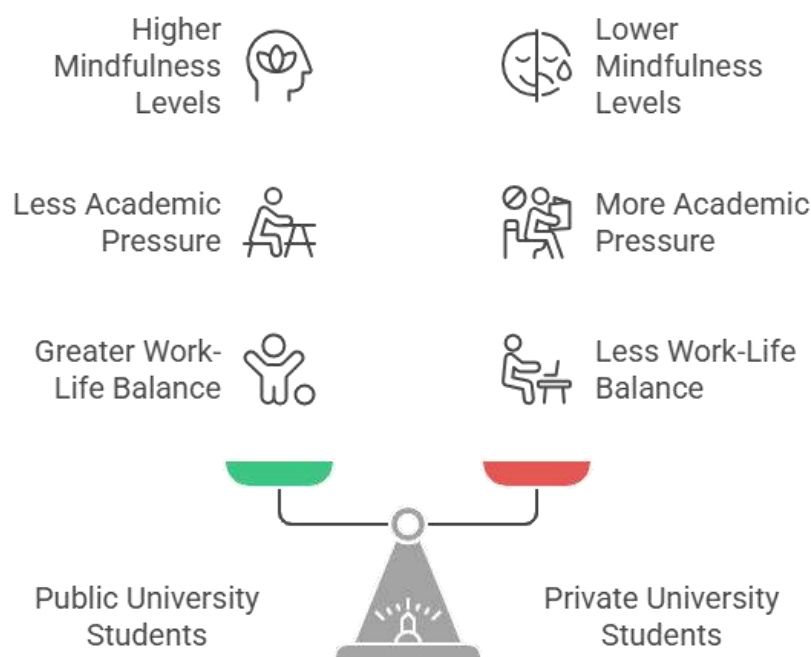 Higher
Mindfulness
Levels
Lower
Mindfulness
Levels
Less Academic
Pressure
More Academic
Pressure
Greater Work-
Life Balance
Less Work-Life
Balance
Public University
Students
Private University
Students